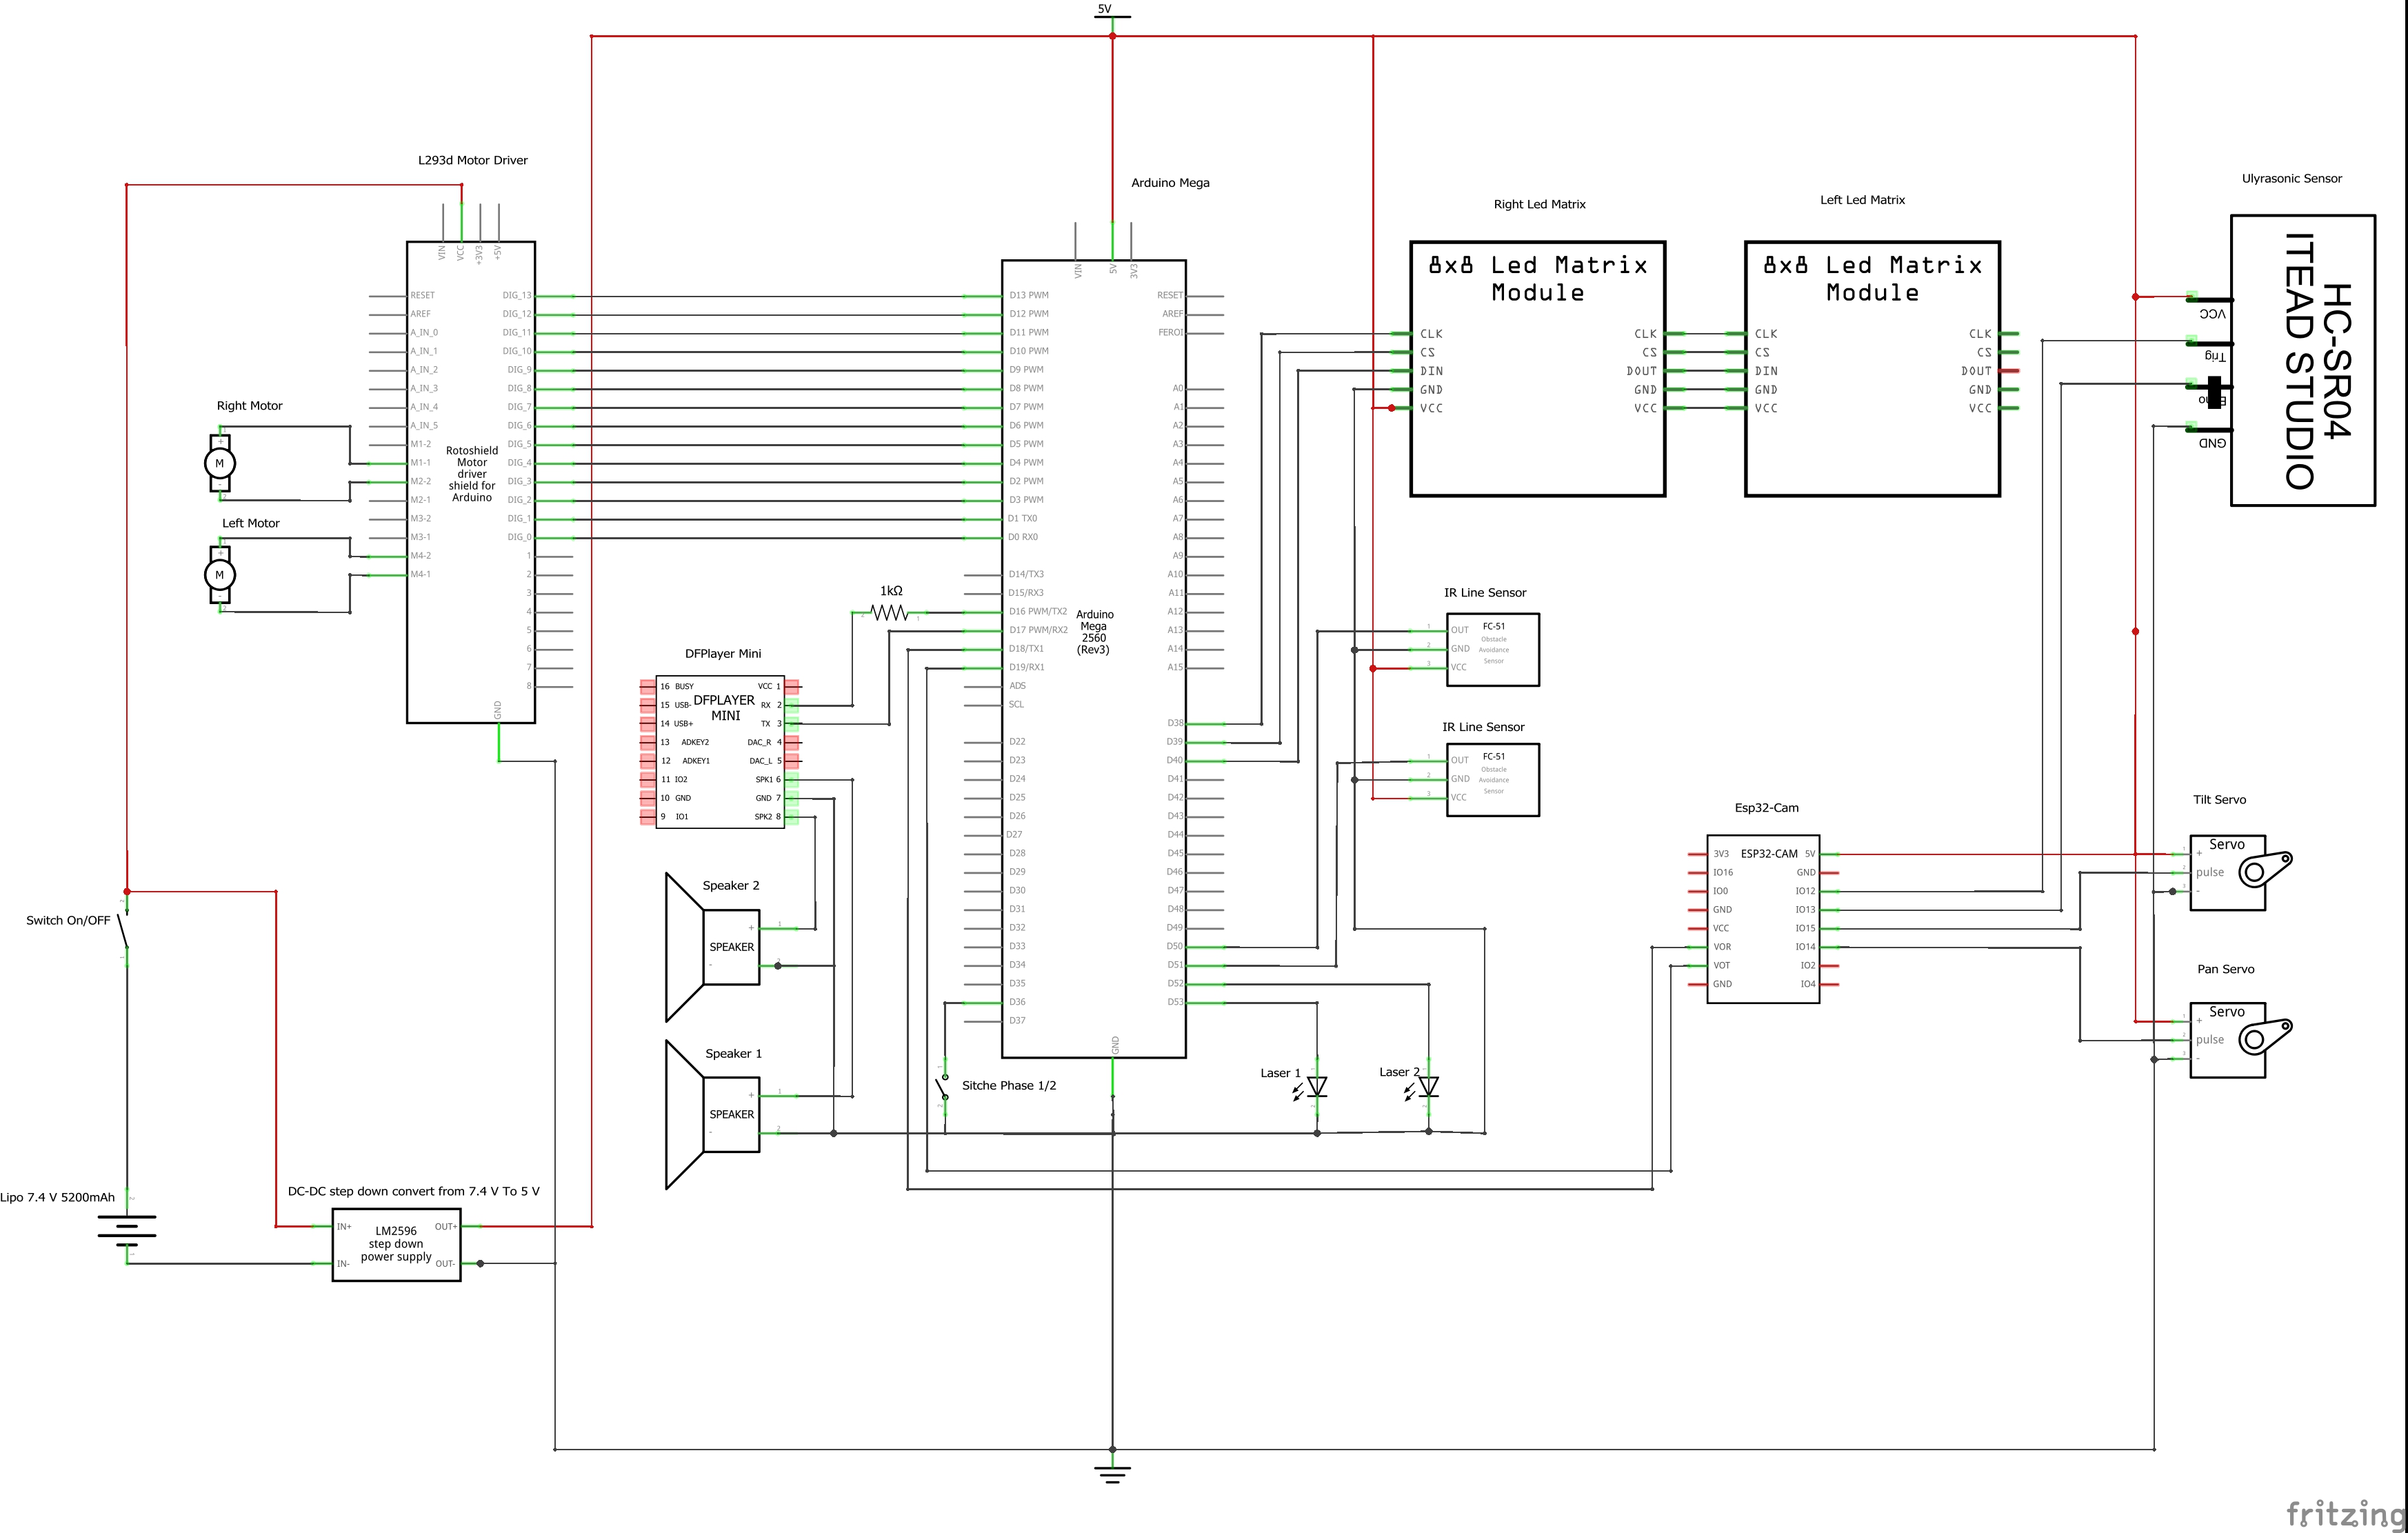 5V
L293d Motor Driver
VIN
VCC
+3V3
+5V
RESET
AREF
A_IN_0
A_IN_1
A_IN_2
A_IN_3
A_IN_4
A_IN_5
M1-2
M1-1
M2-2
M2-1
M3-2
M3-1
M4-2
M4-1
Rotoshield
Motor
driver
shield for
Arduino
DIG_13
DIG_12
DIG_11
DIG_10
DIG_9
DIG_8
DIG_7
DIG_6
DIG_5
DIG_4
DIG_3
DIG_2
DIG_1
DIG_0
1
2
3
4
5
6
7
8
GND
Right Motor
M
Left Motor
M
Arduino Mega
VIN
5V
3V3
D13 PWM
D12 PWM
D11 PWM
D10 PWM
D9 PWM
D8 PWM
D7 PWM
D6 PWM
D5 PWM
D4 PWM
D2 PWM
D3 PWM
D1 TX0
D0 RX0
D14/TX3
D15/RX3
D16 PWM/TX2
D17 PWM/RX2
D18/TX1
D19/RX1
ADS
SCL
D22
D23
D24
D25
D26
D27
D28
D29
D30
D31
D32
D33
D34
D35
D36
D37
Arduino
Mega
2560
(Rev3)
RESET
AREF
FEROI
A0
A1
A2
A3
A4
A5
A6
A7
A8
A9
A10
A11
A12
A13
A14
A15
D38
D39
D40
D41
D42
D43
D44
D45
D46
D47
D48
D49
D50
D51
D52
D53
GND
1kΩ
DFPlayer Mini
DFPLAYER
MINI
16 BUSY
15 USB-
14 USB+
13 ADKEY2
12 ADKEY1
11 IO2
10 GND
9 IO1
VCC 1
RX 2
TX 3
DAC_R 4
DAC_L 5
SPK1 6
GND 7
SPK2 8
Speaker 2
SPEAKER
+
-
Speaker 1
SPEAKER
+
-
Sitche Phase 1/2
Laser 1
Laser 2
Right Led Matrix
8x8 Led Matrix
Module
CLK
CS
DIN
GND
VCC
CLK
CS
DOUT
GND
VCC
Left Led Matrix
8x8 Led Matrix
Module
CLK
CS
DIN
GND
VCC
CLK
CS
DOUT
GND
VCC
Ulyrasonic Sensor
HC-SR04
ITEAD STUDIO
VCC
Trig
GND
IR Line Sensor
FC-51
Obstacle
Avoidance
Sensor
1 OUT
2 GND
3 VCC
IR Line Sensor
FC-51
Obstacle
Avoidance
Sensor
1 OUT
2 GND
3 VCC
Esp32-Cam
ESP32-CAM
3V3
IO16
IO0
GND
VCC
VOR
VOT
GND
5V
GND
IO12
IO13
IO15
IO14
IO2
IO4
Tilt Servo
Servo
+
pulse
-
Pan Servo
Servo
+
pulse
-
Switch On/OFF
Lipo 7.4 V 5200mAh
DC-DC step down convert from 7.4 V To 5 V
LM2596
step down
power supply
IN+
IN-
OUT+
OUT-
fritzing